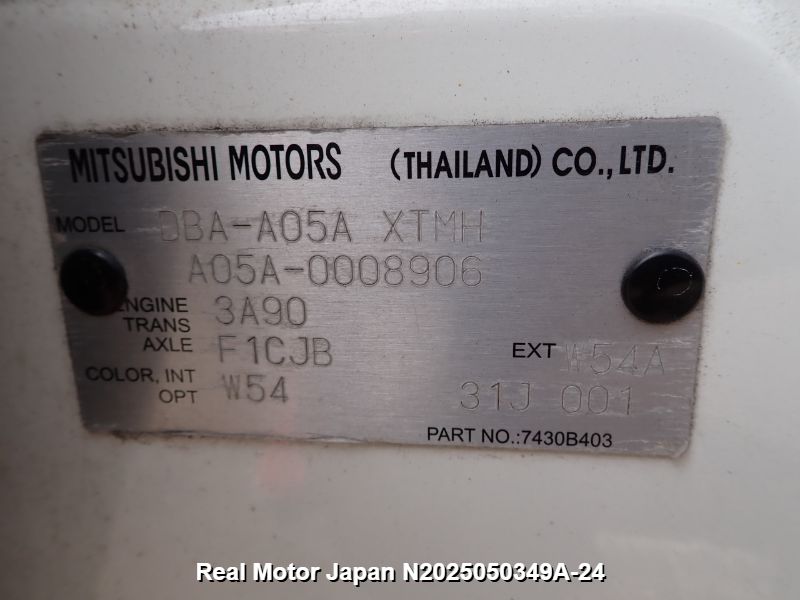 MITSUBISHI MOTORS (THAILAND) CO., LTD.
MODEL DBA-A05A XTMH
A05A-0008906
ENGINE 3A90
TRANS
AXLE F1CJB EXT W54A
COLOR, INT W54
OPT 31J 001
PART NO.:7430B403
Real Motor Japan N2025050349A-24